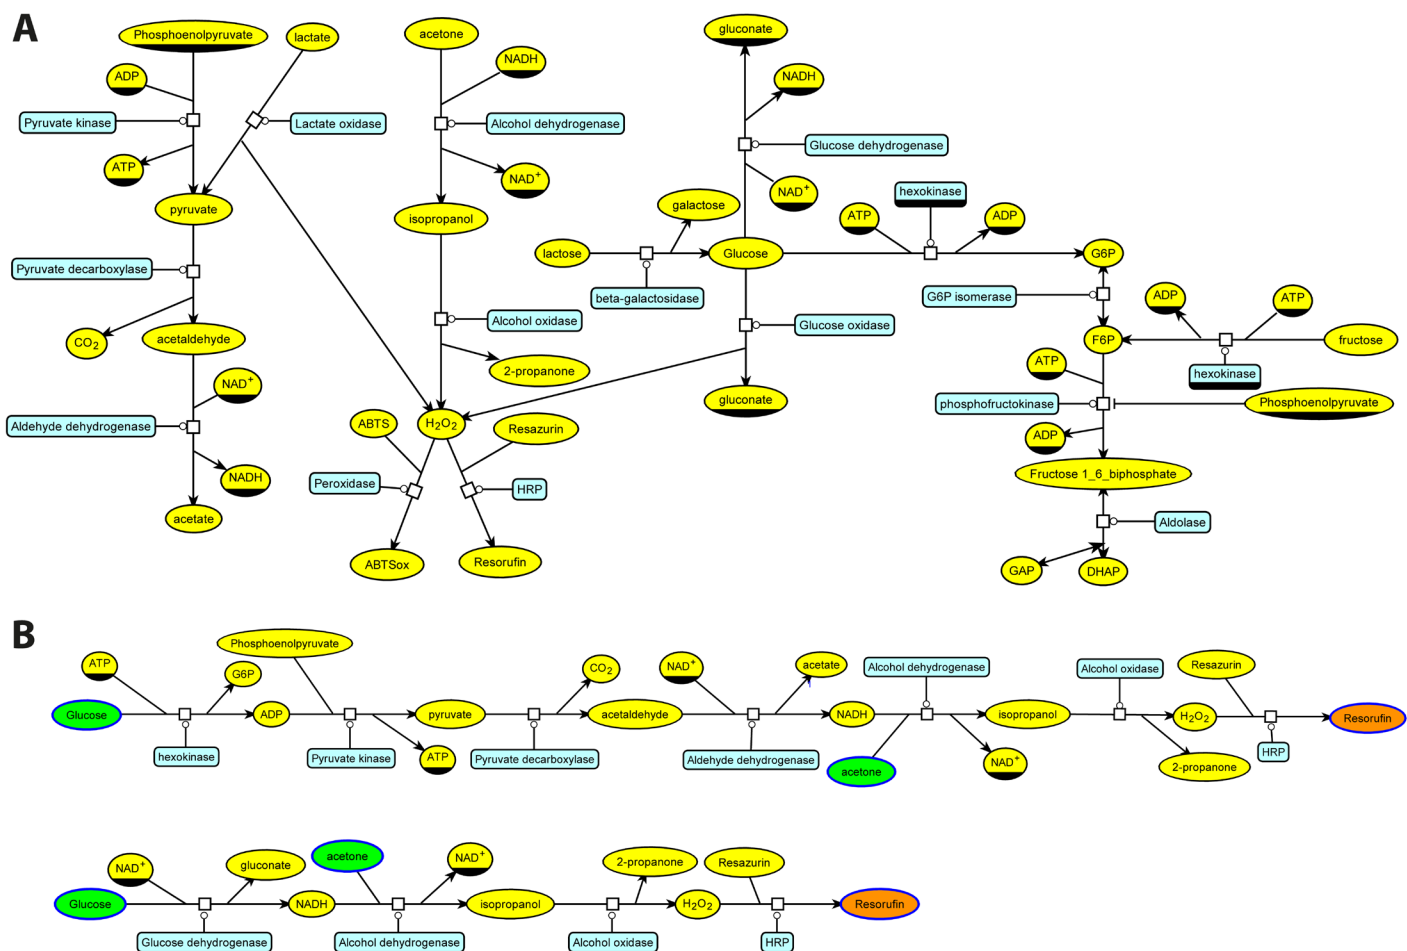 A
Phosphoenolpyruvate
lactate
acetone
gluconate
ADP
NADH
NADH
Pyruvate kinase
Lactate oxidase
Alcohol dehydrogenase
Glucose dehydrogenase
ATP
NAD+
NAD+
hexokinase
pyruvate
isopropanol
galactose
ATP
ADP
lactose
Glucose
G6P
Pyruvate decarboxylase
beta-galactosidase
G6P isomerase
ADP
ATP
Alcohol oxidase
Glucose oxidase
CO2
acetaldehyde
F6P
fructose
2-propanone
ATP
hexokinase
NAD+
gluconate
phosphofructokinase
Phosphoenolpyruvate
Aldehyde dehydrogenase
ABTS
H2O2
Resazurin
ADP
NADH
Peroxidase
HRP
Fructose 1_6_biphosphate
acetate
Aldolase
ABTSox
Resorufin
GAP
DHAP
B
Phosphoenolpyruvate
ATP
G6P
CO2
NAD+
acetate
Alcohol dehydrogenase
Alcohol oxidase
Resazurin
Glucose
ADP
pyruvate
acetaldehyde
NADH
isopropanol
H2O2
Resorufin
hexokinase
Pyruvate kinase
ATP
Pyruvate decarboxylase
Aldehyde dehydrogenase
acetone
NAD+
2-propanone
HRP
NAD+
gluconate
acetone
NAD+
2-propanone
Resazurin
Glucose
NADH
isopropanol
H2O2
Resorufin
Glucose dehydrogenase
Alcohol dehydrogenase
Alcohol oxidase
HRP